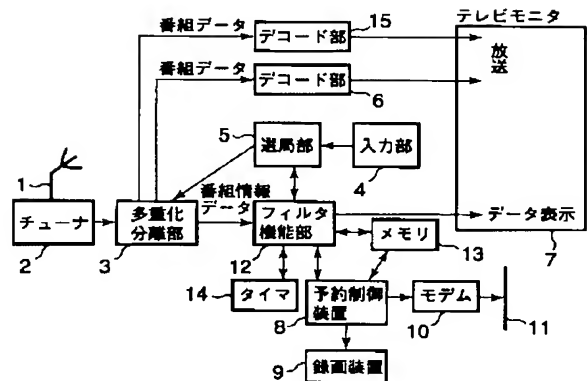 番組データ
デコード部
15
テレビモニタ
放送
番組データ
デコード部
6
5
選局部
入力部
4
1
番組情報
データ
チューナ
多量化
分離部
フィルタ
機能部
メモリ
データ表示
2
3
12
13
7
14
タイマ
予約制御
装置
モデム
8
10
11
9
録画装置